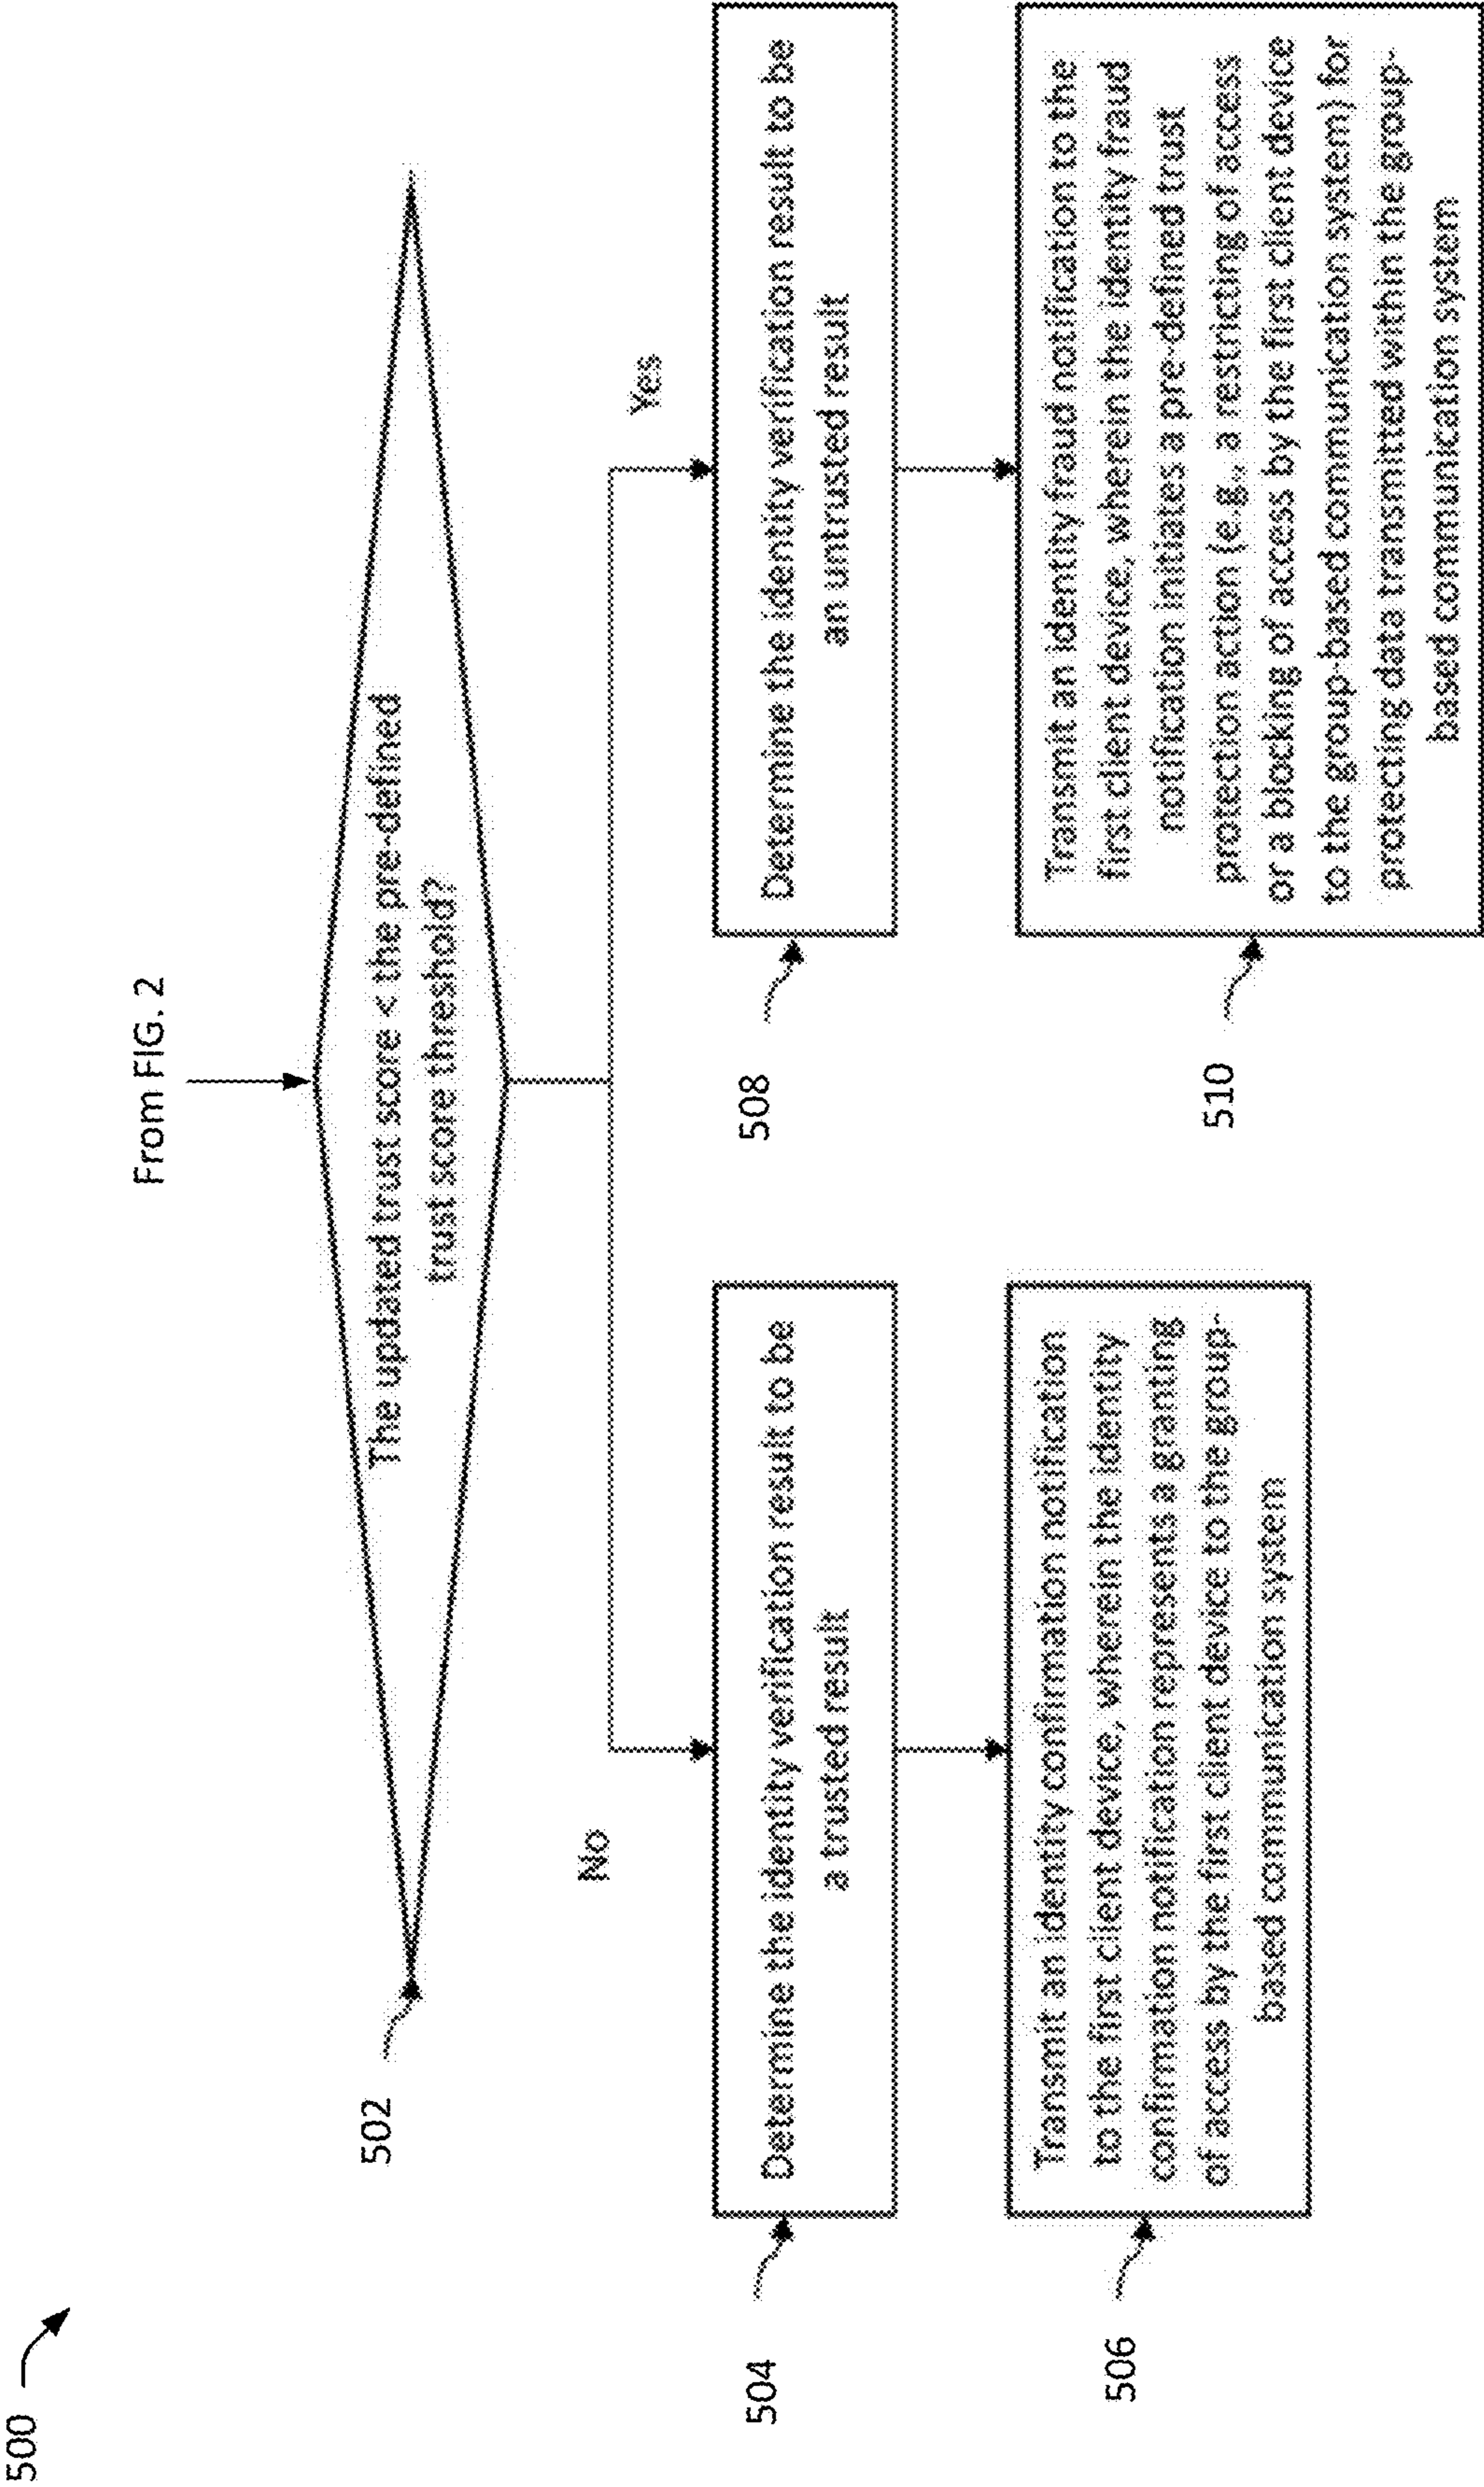 500
From FIG. 2
The updated trust score < the pre-defined
trust score threshold?
502
No
Yes
504
Determine the identity verification result to be
a trusted result
508
Determine the identity verification result to be
an untrusted result
506
Transmit an identity confirmation notification
to the first client device, wherein the identity
confirmation notification represents a granting
of access by the first client device to the group-
based communication system
510
Transmit an identity fraud notification to the
first client device, wherein the identity fraud
notification initiates a pre-defined trust
protection action (e.g., a restricting of access
or a blocking of access by the first client device
to the group-based communication system) for
protecting data transmitted within the group-
based communication system